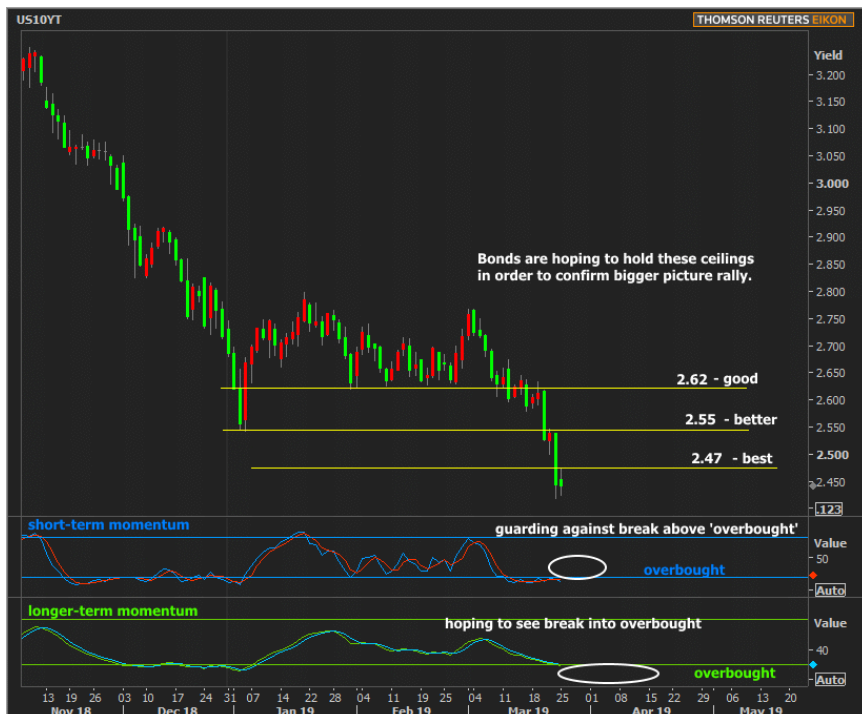 US10YT
THOMSON REUTERS EIKON
Yield
3.200
3.150
3.100
3.050
3.000
2.950
2.900
2.850
Bonds are hoping to hold these ceilings
in order to confirm bigger picture rally.
2.800
2.750
2.700
2.650
2.62 - good
2.600
2.55 - better
2.550
2.500
2.47 - best
2.450
.123
short-term momentum
guarding against break above 'overbought'
Value
50
overbought
Auto
longer-term momentum
hoping to see break into overbought
Value
40
overbought
Auto
13 19 26 03 10 17 24 31 07 14 22 28 04 11 19 25 04 11 18 25 01 08 15 22 29 06 13 20
Nov 18 Dec 18 Jan 19 Feb 19 Mar 19 Apr 19 May 19